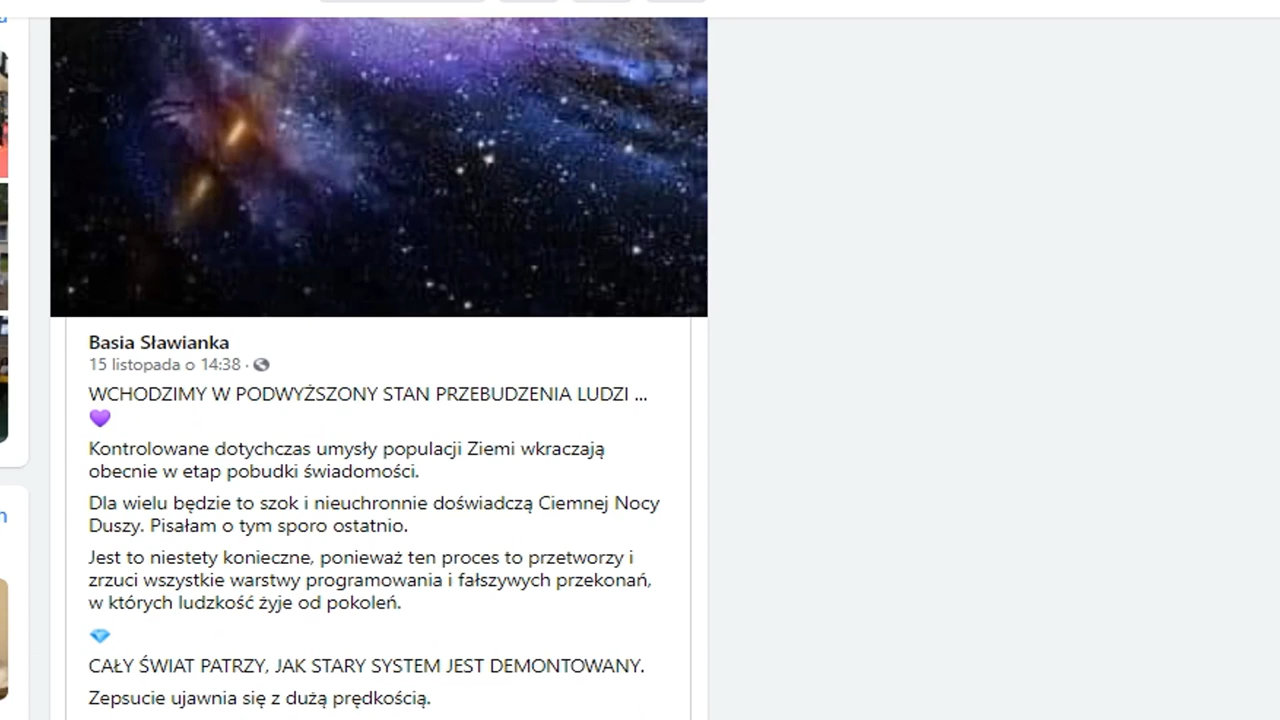 Basia Sławianka
15 listopada o 14:38 ·
WCHODZIMY W PODWYŻSZONY STAN PRZEBUDZENIA LUDZI ...
💜
Kontrolowane dotychczas umysły populacji Ziemi wkraczają
obecnie w etap pobudki świadomości.
Dla wielu będzie to szok i nieuchronnie doświadczą Ciemnej Nocy
Duszy. Pisałam o tym sporo ostatnio.
Jest to niestety konieczne, ponieważ ten proces to przetworzy i
zrzuci wszystkie warstwy programowania i fałszywych przekonań,
w których ludzkość żyje od pokoleń.
💎
CAŁY ŚWIAT PATRZY, JAK STARY SYSTEM JEST DEMONTOWANY.
Zepsucie ujawnia się z dużą prędkością.